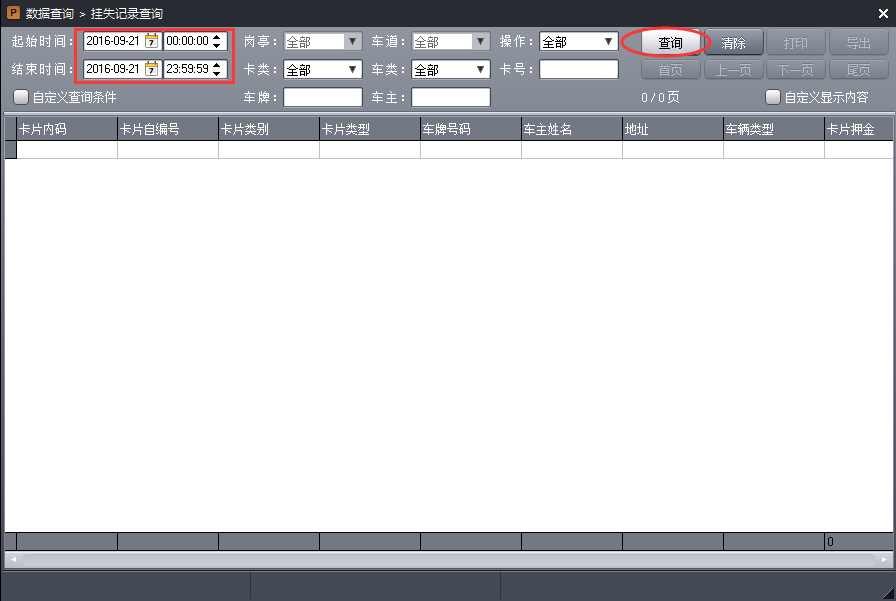 P 数据查询 > 挂失记录查询
起始时间: 2016-09-21 7 00:00:00 岗亭: 全部 车道: 全部 操作: 全部 查询 清除 打印 导出
结束时间: 2016-09-21 7 23:59:59 卡类: 全部 车类: 全部 卡号: 首页 上一页 下一页 尾页
自定义查询条件 车牌: 车主: 0 / 0 页 自定义显示内容
卡片内码 卡片自编号 卡片类别 卡片类型 车牌号码 车主姓名 地址 车辆类型 卡片押金
0